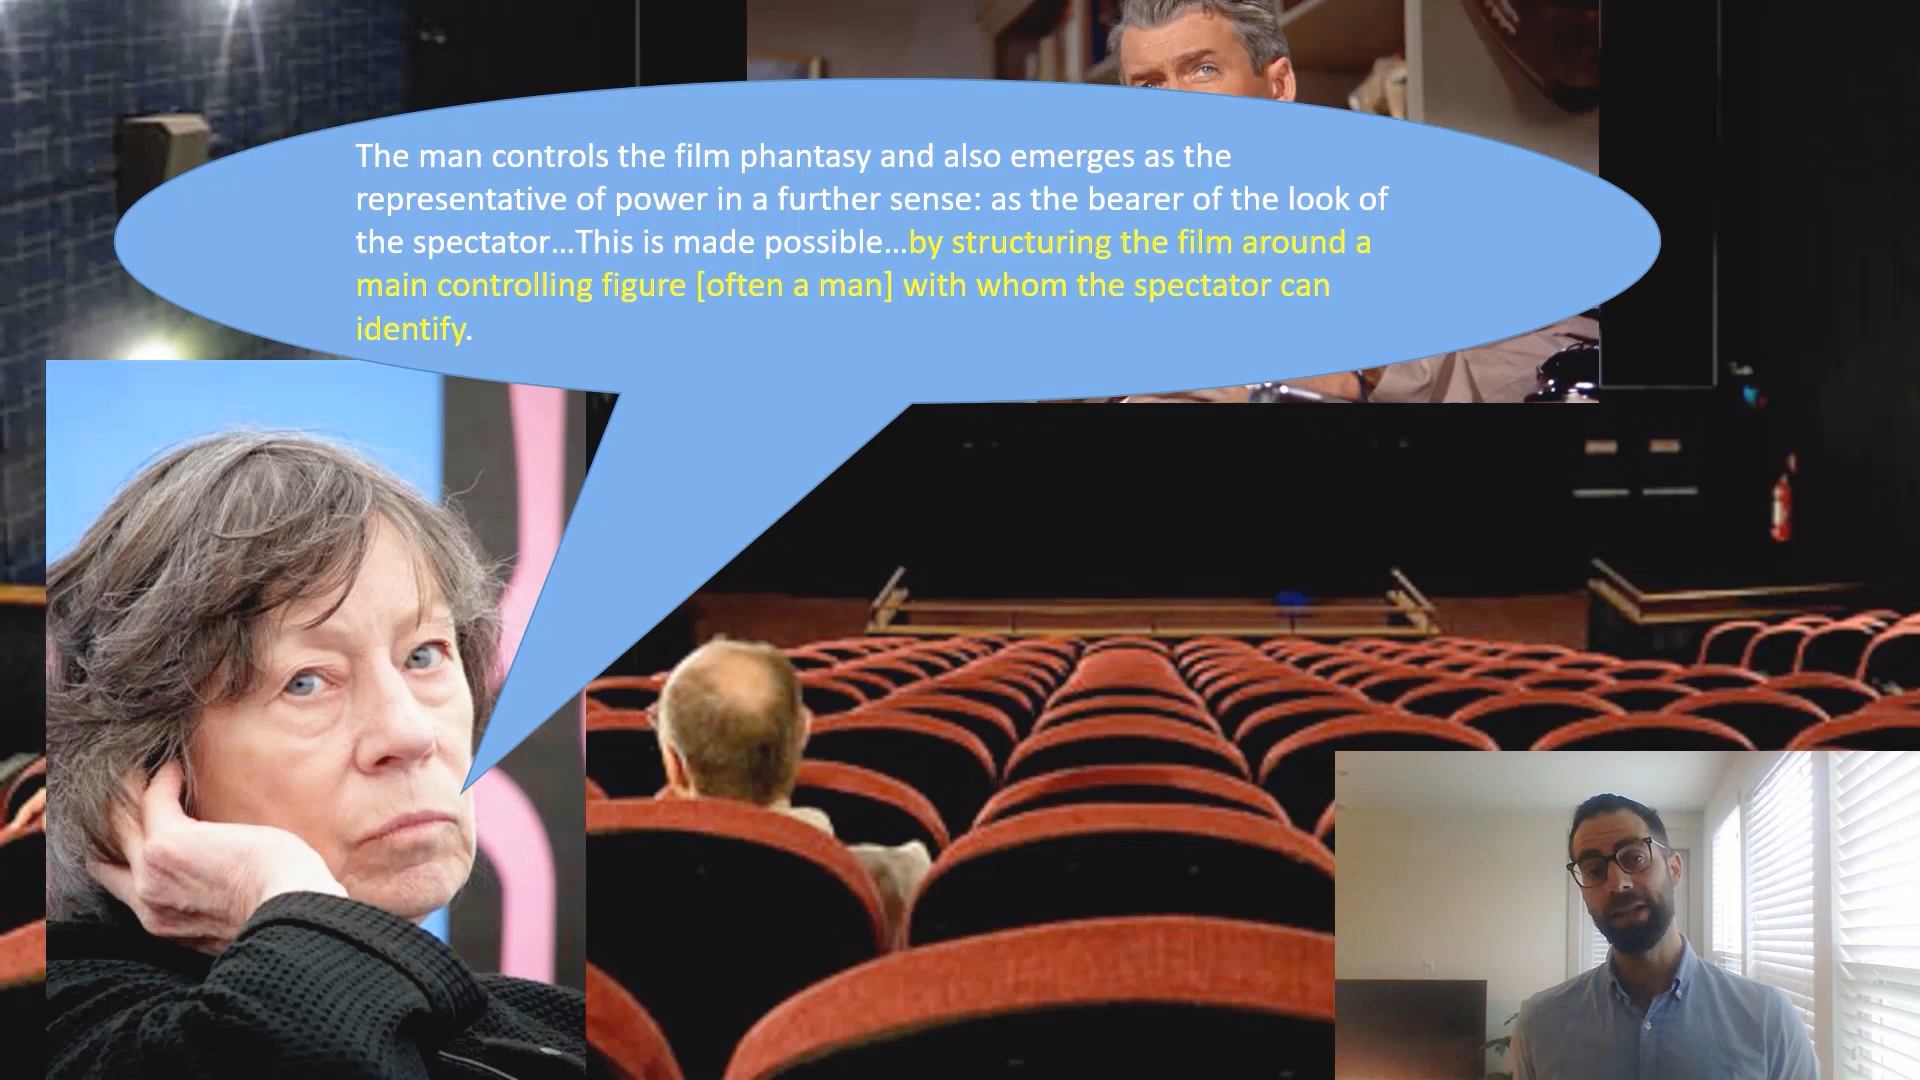 The man controls the film phantasy and also emerges as the
representative of power in a further sense: as the bearer of the look of
the spectator…This is made possible…by structuring the film around a
main controlling figure [often a man] with whom the spectator can
identify.